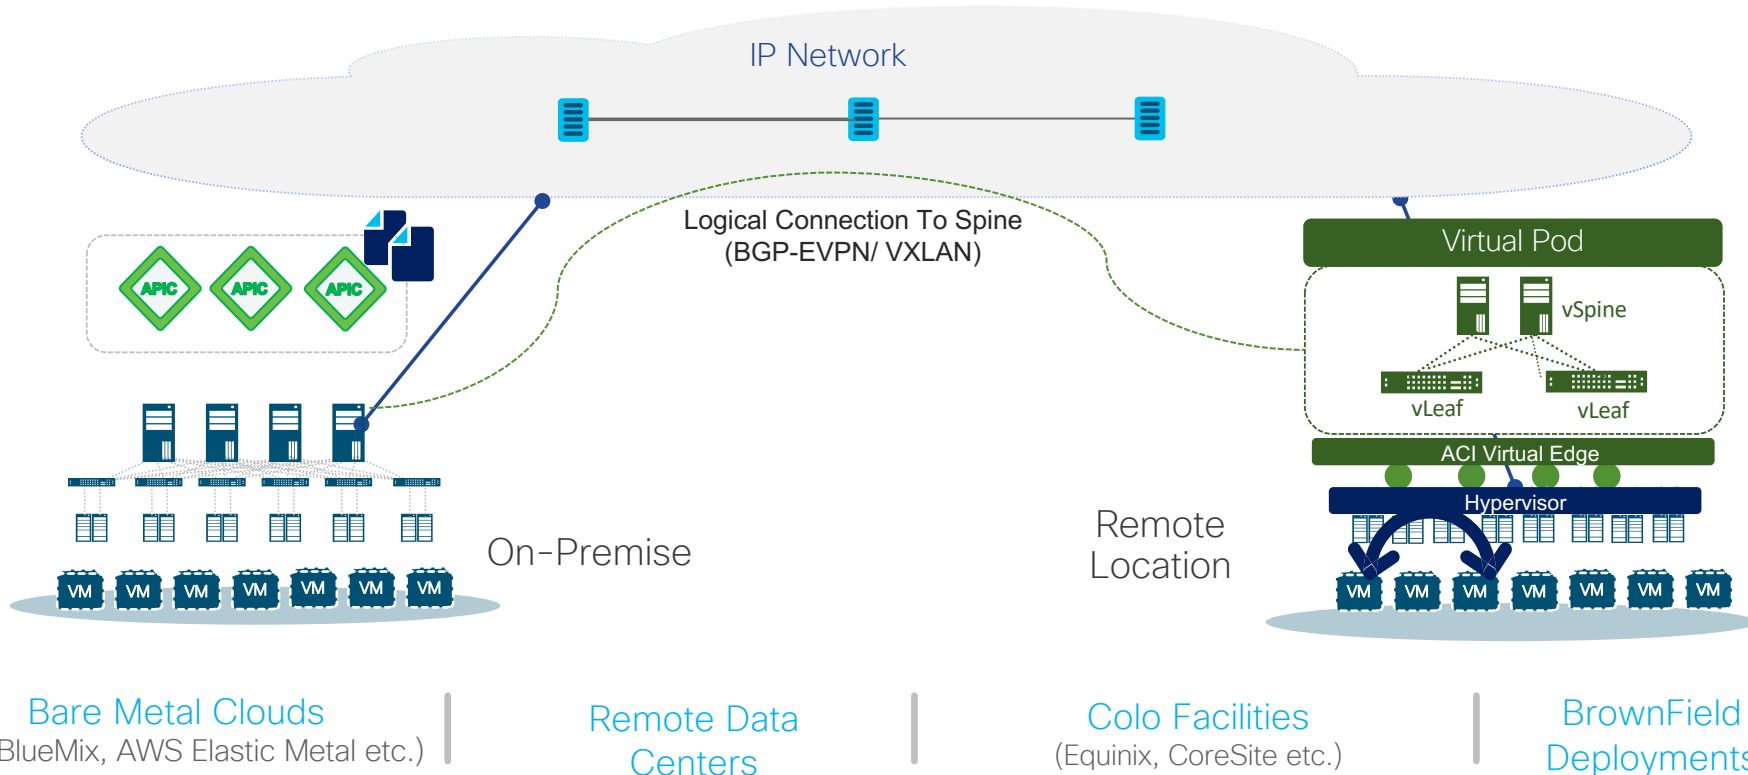 IP Network
Logical Connection To Spine
(BGP-EVPN/ VXLAN)
APIC
APIC
APIC
Virtual Pod
vSpine
vLeaf
vLeaf
ACI Virtual Edge
Hypervisor
On-Premise
Remote
Location
VM
VM
VM
VM
VM
VM
VM
VM
VM
VM
VM
VM
VM
VM
Bare Metal Clouds
BlueMix, AWS Elastic Metal etc.)
Remote Data
Centers
Colo Facilities
(Equinix, CoreSite etc.)
BrownField
Deployments